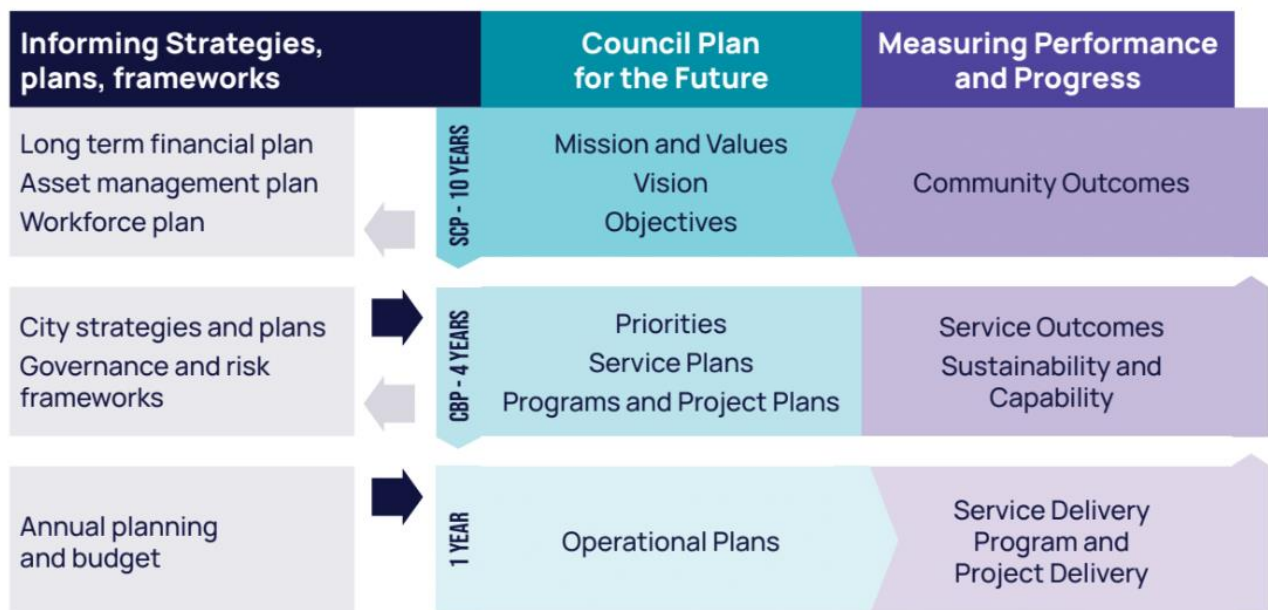 Informing Strategies,
plans, frameworks
Council Plan
for the Future
Measuring Performance
and Progress
Long term financial plan
Asset management plan
Workforce plan
SCP - 10 YEARS
Mission and Values
Vision
Objectives
Community Outcomes
City strategies and plans
Governance and risk
frameworks
CBP - 4 YEARS
Priorities
Service Plans
Programs and Project Plans
Service Outcomes
Sustainability and
Capability
Annual planning
and budget
1 YEAR
Operational Plans
Service Delivery
Program and
Project Delivery